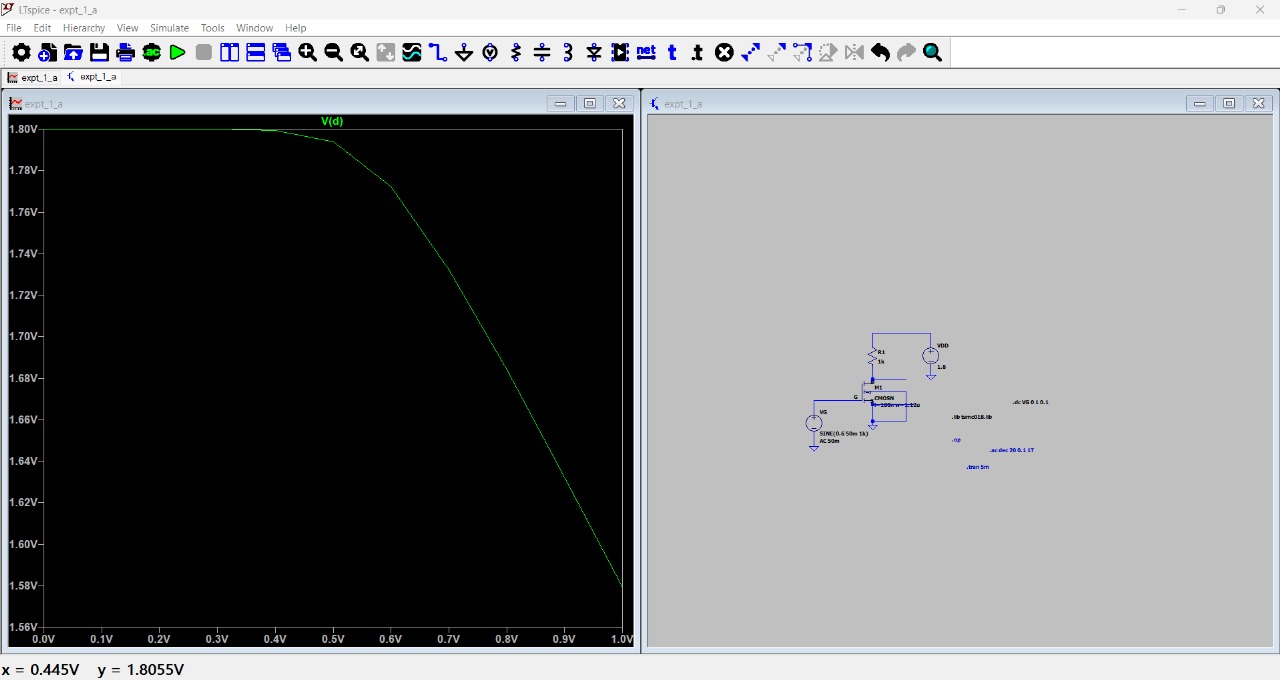 LTspice - expt_1_a
File Edit Hierarchy View Simulate Tools Window Help
ac net t .t
expt_1_a expt_1_a
expt_1_a
V(d)
1.80V
1.78V
1.76V
1.74V
1.72V
1.70V
1.68V
1.66V
1.64V
1.62V
1.60V
1.58V
1.56V
0.0V 0.1V 0.2V 0.3V 0.4V 0.5V 0.6V 0.7V 0.8V 0.9V 1.0V
expt_1_a
VDD
1.8
R1
1k
M1
G
CMOSN
VG
SINE(0.6 50m 1k)
AC 50m
.dc VG 0 1 0.1
.lib tsmc018.lib
.op
.ac dec 20 0.1 1T
.tran 5m
x = 0.445V y = 1.8055V